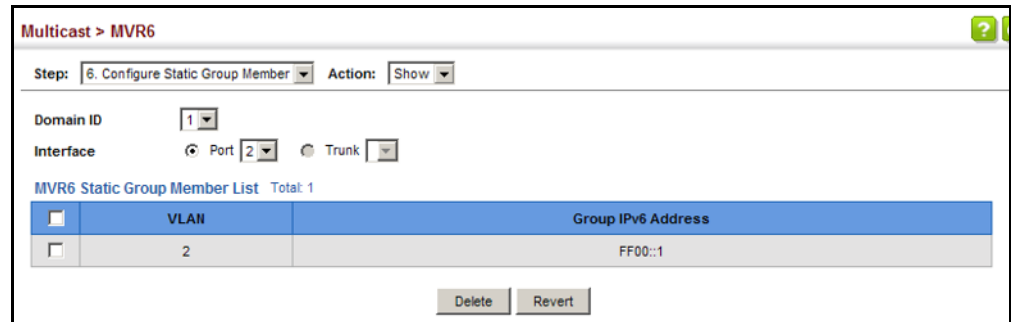 Multicast > MVR6
?
Step: 6. Configure Static Group Member Action: Show
Domain ID 1
Interface Port 2 Trunk
MVR6 Static Group Member List Total: 1
VLAN Group IPv6 Address
2 FF00::1
Delete Revert